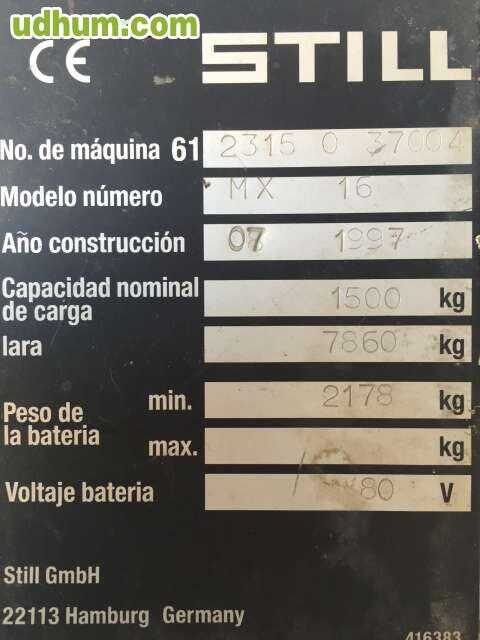 udhum.com
CE STILL
No. de máquina 61 2315 0 37004
Modelo número MX 16
Año construcción 07 1997
Capacidad nominal
de carga 1500 kg
lara 7860 kg
Peso de
la bateria min. 2178 kg
max. kg
Voltaje bateria 80 V
Still GmbH
22113 Hamburg Germany
416383